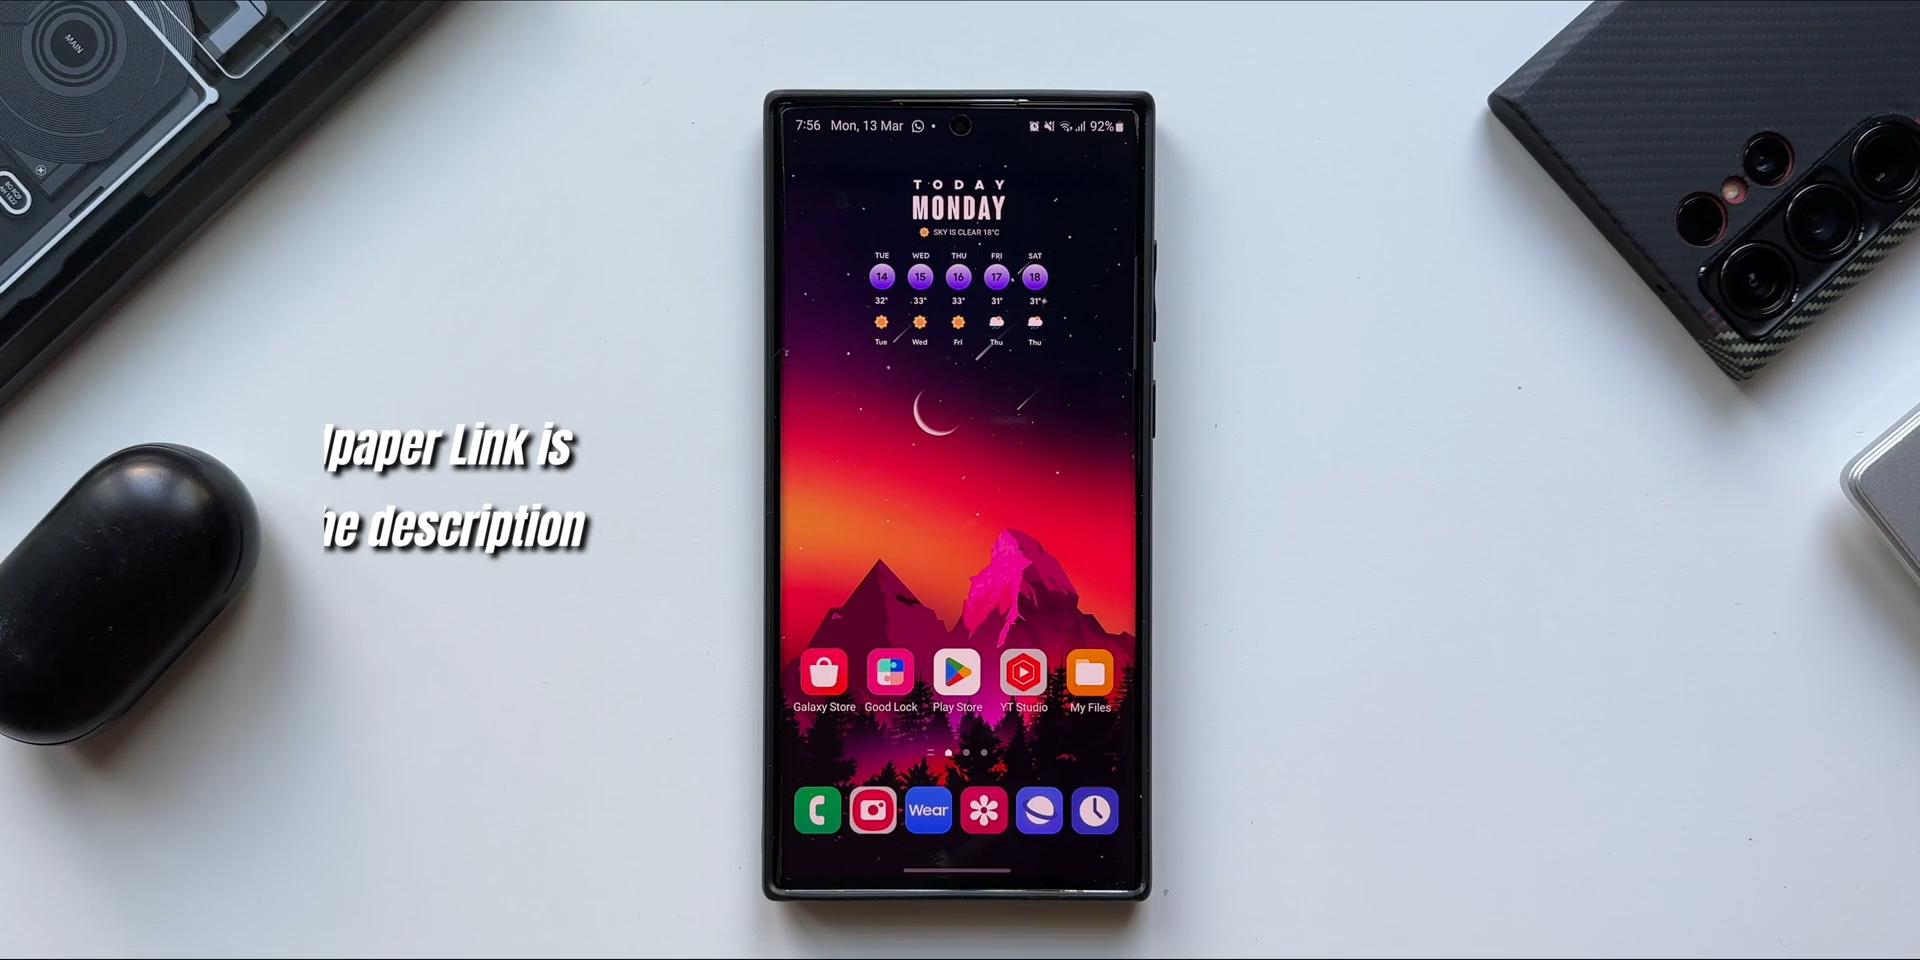 MAIN
7:56 Mon, 13 Mar
92%
TODAY
MONDAY
SKY IS CLEAR 18°C
TUE WED THU FRI SAT
14 15 16 17 18
32° 33° 33° 31° 31°
Tue Wed Fri Thu Thu
lpaper Link is
he description
Galaxy Store Good Lock Play Store YT Studio My Files
Wear